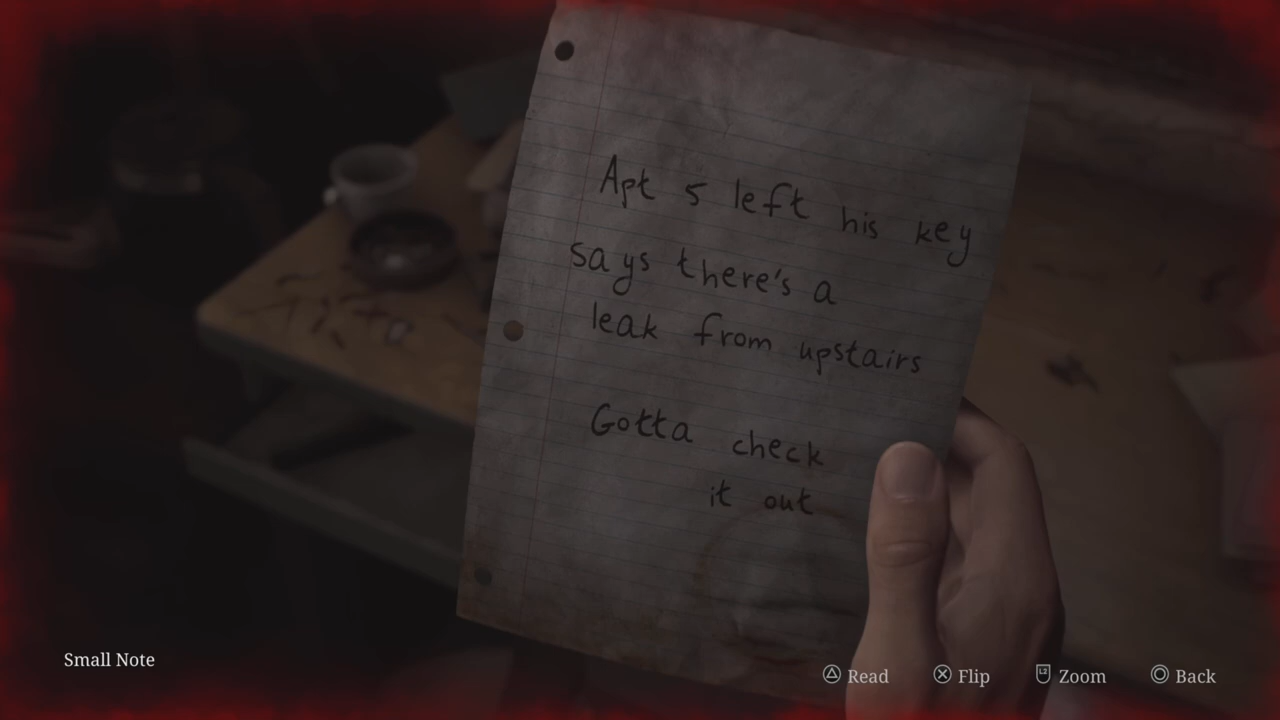 Apt 5 left his key
says there's a
leak from upstairs
Gotta check
it out
Small Note
Read
Flip
L2 Zoom
Back